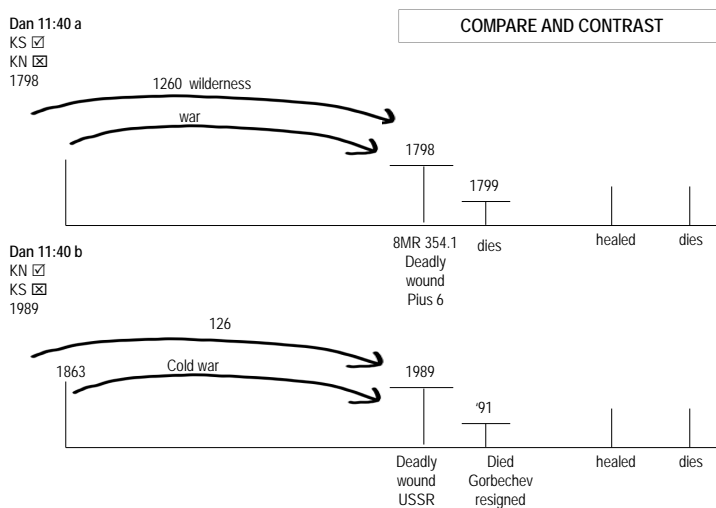 COMPARE AND CONTRAST
Dan 11:40 a
KS ☑
KN ☒
1798
1260 wilderness
war
1798
1799
8MR 354.1
Deadly
wound
Pius 6
dies
healed
dies
Dan 11:40 b
KN ☑
KS ☒
1989
126
1863
Cold war
1989
'91
Deadly
wound
USSR
Died
Gorbechev
resigned
healed
dies